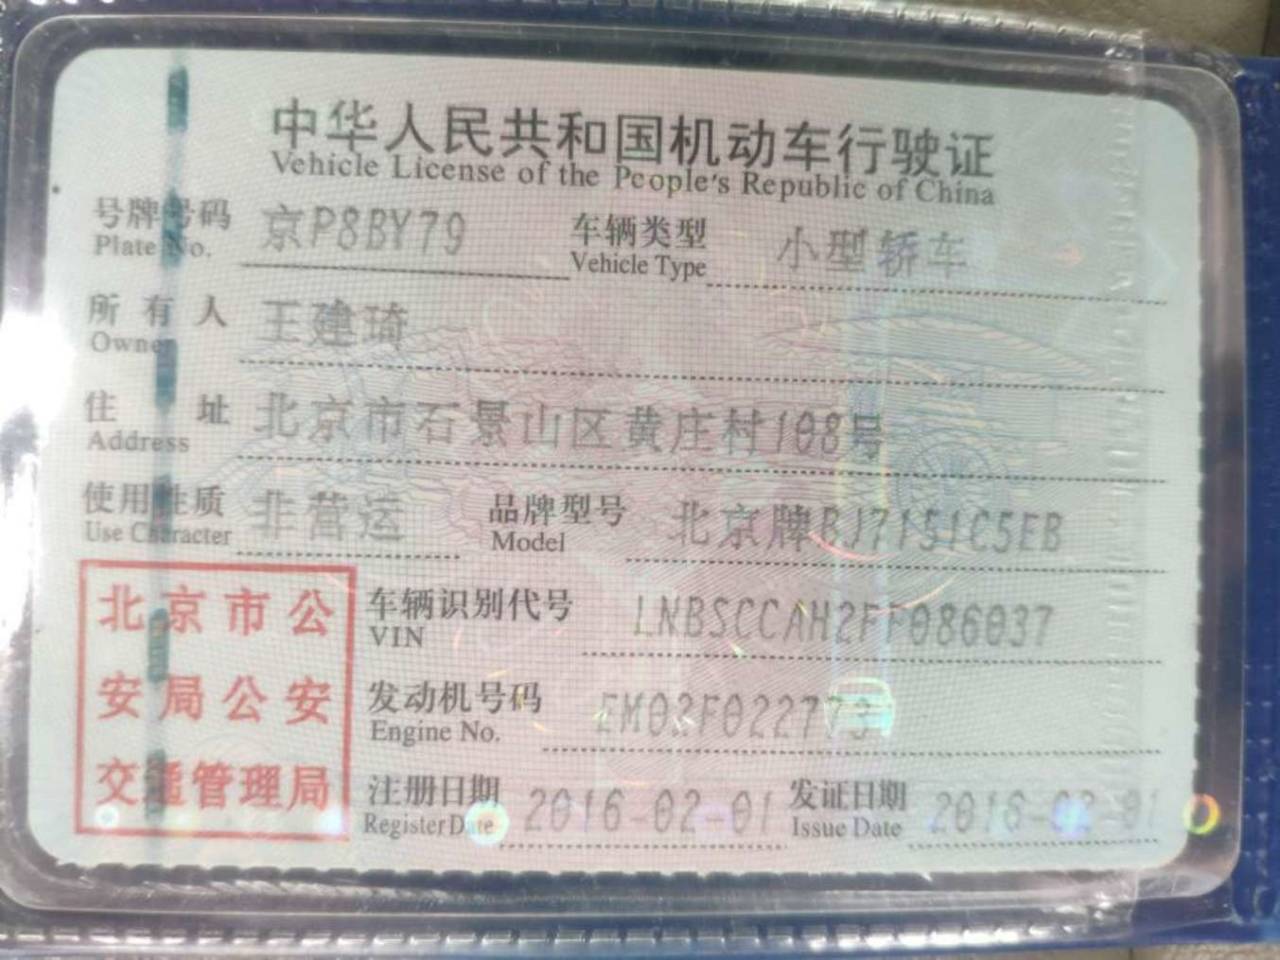 中华人民共和国机动车行驶证
Vehicle License of the People's Republic of China
号牌号码 京P8BY79 车辆类型 小型轿车
Plate No. Vehicle Type
所有人 王建琦
Owner
住址 北京市石景山区黄庄村108号
Address
使用性质 非营运 品牌型号 北京牌BJ7151C5EB
Use Character Model
北京市公
安局公安
交通管理局
车辆识别代号 LNBSCCAH2FF086037
VIN
发动机号码
Engine No.
注册日期 2016-02-01 发证日期 2016-02-01
Register Date Issue Date